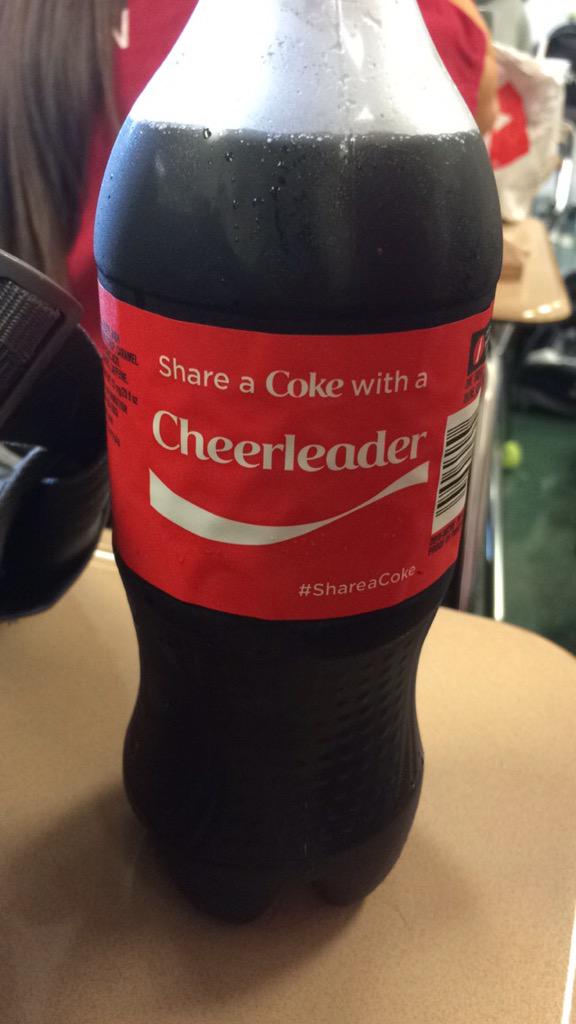 Share a Coke with a
Cheerleader
#ShareaCoke